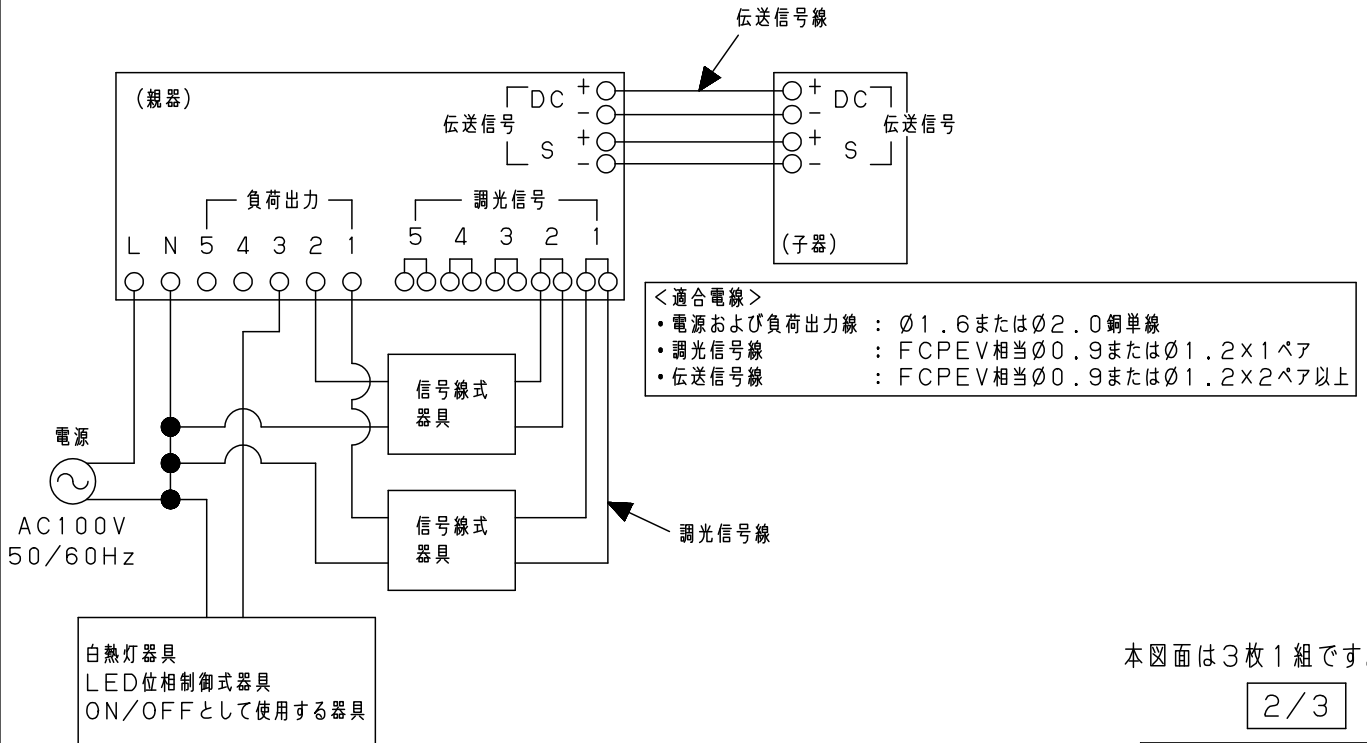 伝送信号線
(親器)
DC + −
伝送信号
S + −
+ − DC
伝送信号
+ − S
(子器)
負荷出力
調光信号
L N 5 4 3 2 1
5 4 3 2 1
<適合電線>
・電源および負荷出力線 : Ø1.6またはØ2.0銅単線
・調光信号線 : FCPEV相当Ø0.9またはØ1.2×1ペア
・伝送信号線 : FCPEV相当Ø0.9またはØ1.2×2ペア以上
信号線式
器具
電源
AC100V
50/60Hz
信号線式
器具
調光信号線
白熱灯器具
LED位相制御式器具
ON/OFFとして使用する器具
本図面は3枚1組です。
2/3